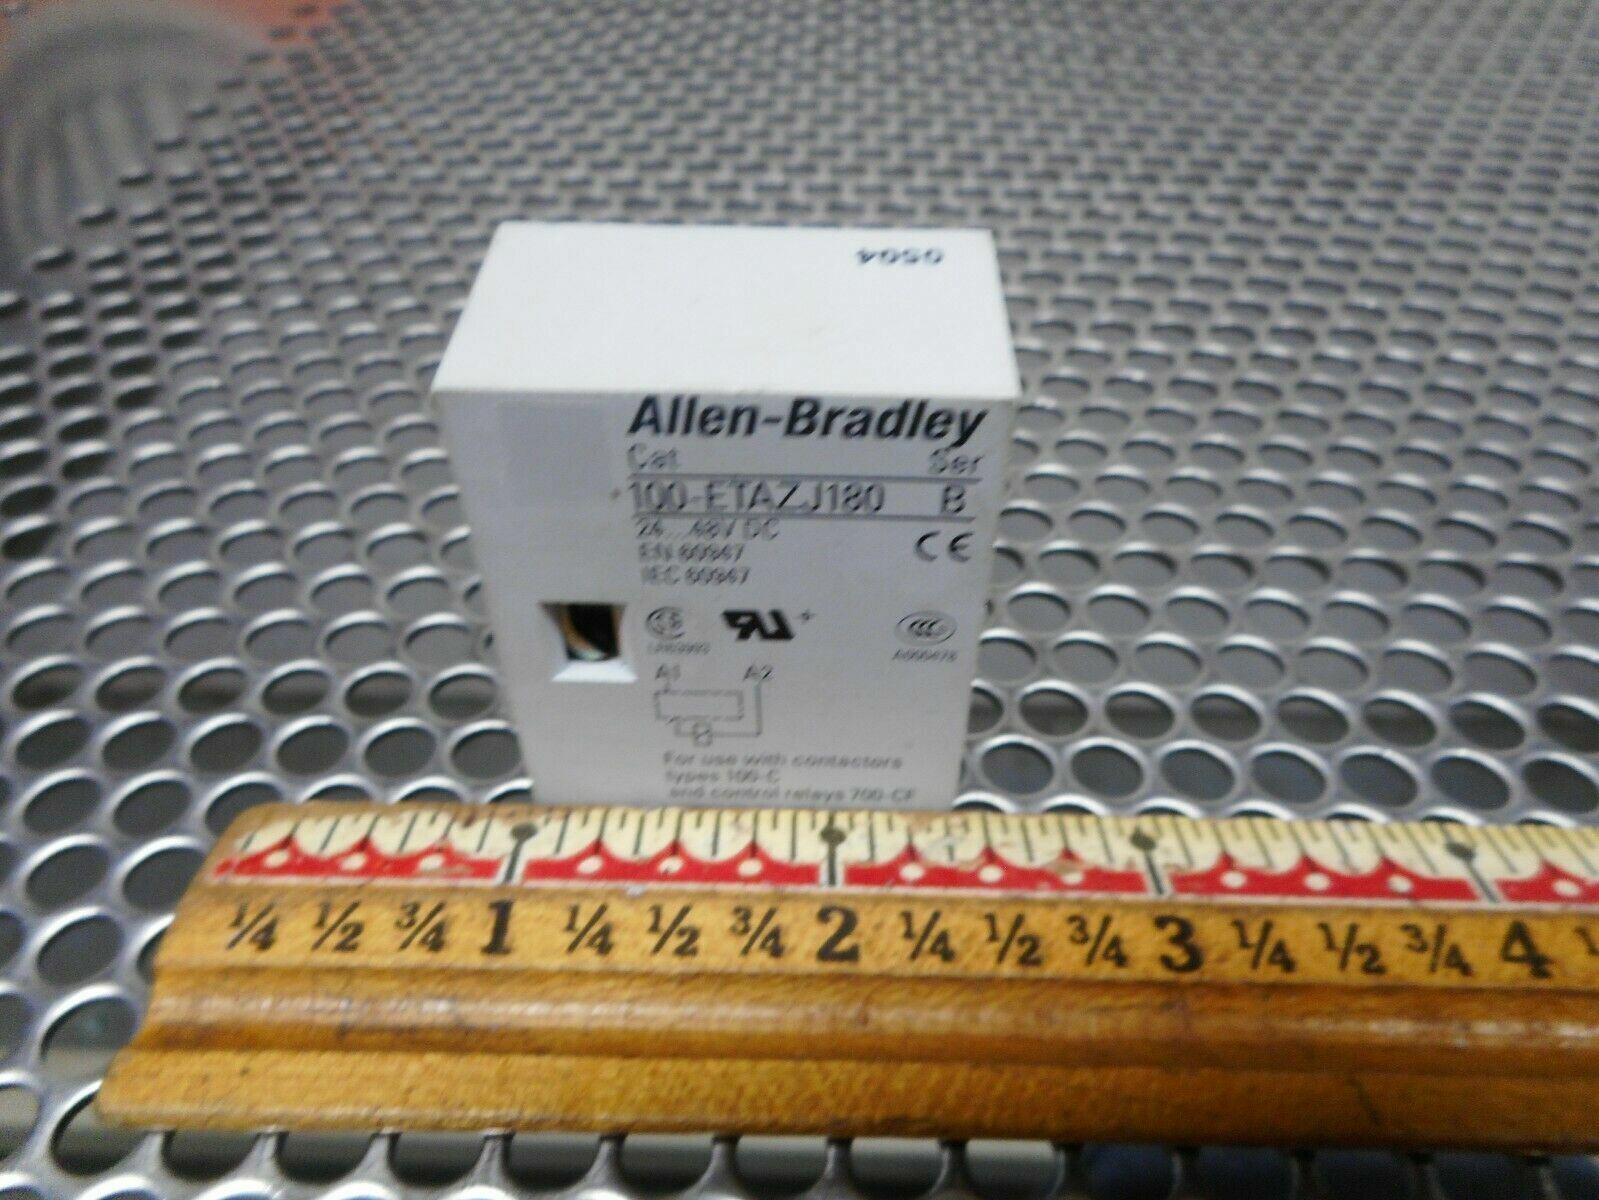 0504
Allen-Bradley
Cat Ser
100-ETAZJ180 B
24...48V DC
EN 60947
IEC 60947
CE
A1 A2
For use with contactors
types 100-C
and control relays 700-CF
1/4 1/2 3/4 1 1/4 1/2 3/4 2 1/4 1/2 3/4 3 1/4 1/2 3/4 4